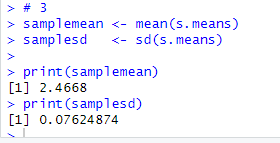 > # 3
> samplemean <- mean(s.means)
> samplesd   <- sd(s.means)
>
> print(samplemean)
[1] 2.4668
> print(samplesd)
[1] 0.07624874
>